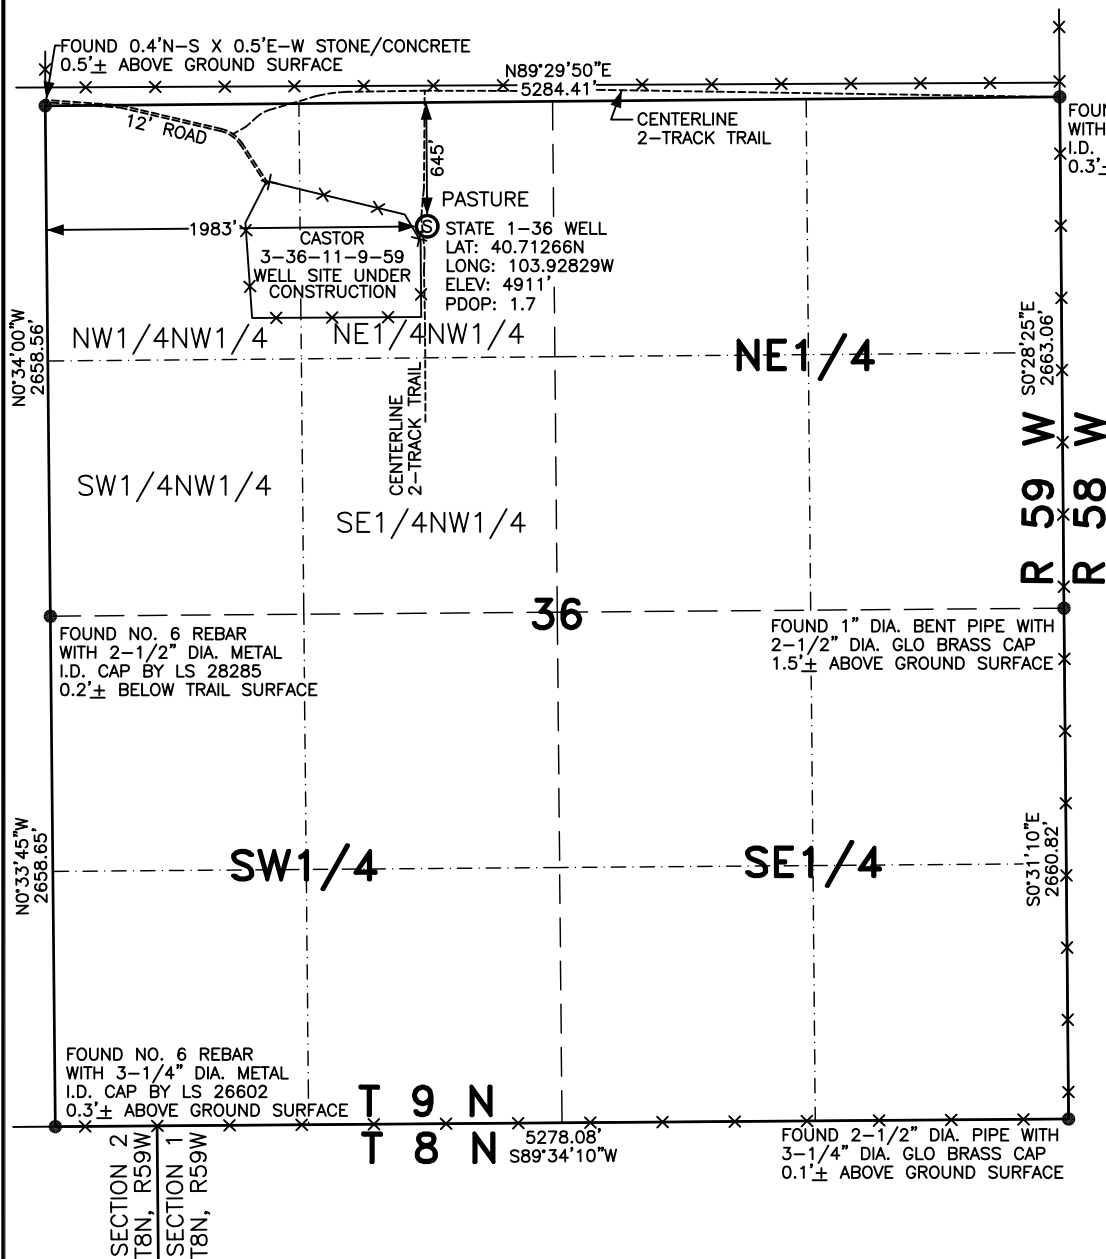 FOUND 0.4'N-S X 0.5'E-W STONE/CONCRETE
0.5'± ABOVE GROUND SURFACE
N89°29'50"E
5284.41'
12' ROAD
CENTERLINE
2-TRACK TRAIL
FOUN
WITH
I.D.
0.3'±
645'
PASTURE
1983'
STATE 1-36 WELL
LAT: 40.71266N
LONG: 103.92829W
ELEV: 4911'
PDOP: 1.7
S
CASTOR
3-36-11-9-59
WELL SITE UNDER
CONSTRUCTION
NW1/4NW1/4
NE1/4NW1/4
NE1/4
N0°34'00"W
2658.56'
S0°28'25"E
2663.06'
CENTERLINE
2-TRACK TRAIL
SW1/4NW1/4
SE1/4NW1/4
R 59 W
R 58 W
36
FOUND NO. 6 REBAR
WITH 2-1/2" DIA. METAL
I.D. CAP BY LS 28285
0.2'± BELOW TRAIL SURFACE
FOUND 1" DIA. BENT PIPE WITH
2-1/2" DIA. GLO BRASS CAP
1.5'± ABOVE GROUND SURFACE
N0°33'45"W
2658.65'
SW1/4
SE1/4
S0°31'10"E
2660.82'
FOUND NO. 6 REBAR
WITH 3-1/4" DIA. METAL
I.D. CAP BY LS 26602
0.3'± ABOVE GROUND SURFACE
T 9 N
T 8 N
5278.08'
S89°34'10"W
FOUND 2-1/2" DIA. PIPE WITH
3-1/4" DIA. GLO BRASS CAP
0.1'± ABOVE GROUND SURFACE
SECTION 2
T8N, R59W
SECTION 1
T8N, R59W